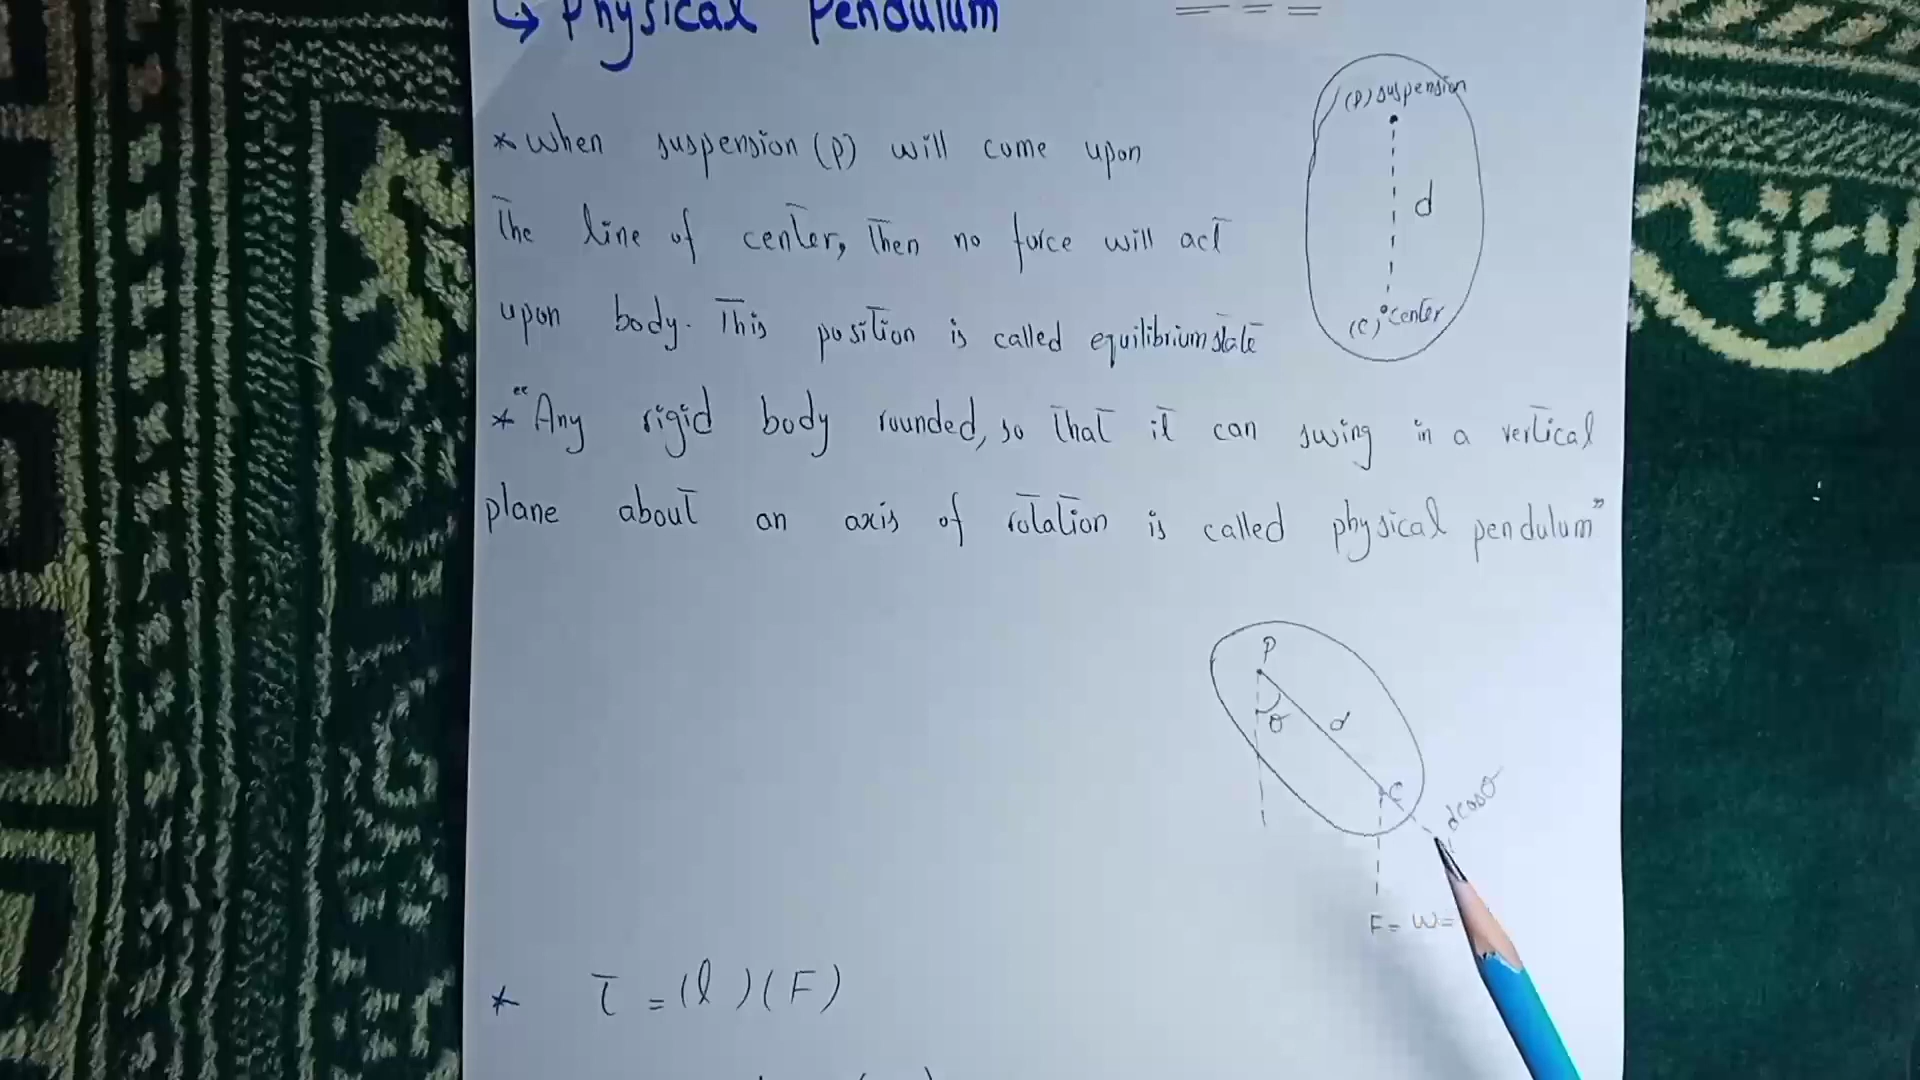 ↳ Physical Pendulum
(P) suspension
* When suspension (P) will come upon
The line of center, Then no force will act
d
upon body. This position is called equilibrium state
(C) center
* "Any rigid body rounded, so that it can swing in a vertical
plane about an axis of rotation is called physical pendulum"
P
θ
d
C
dcosθ
F = W =
* τ = (l)(F)